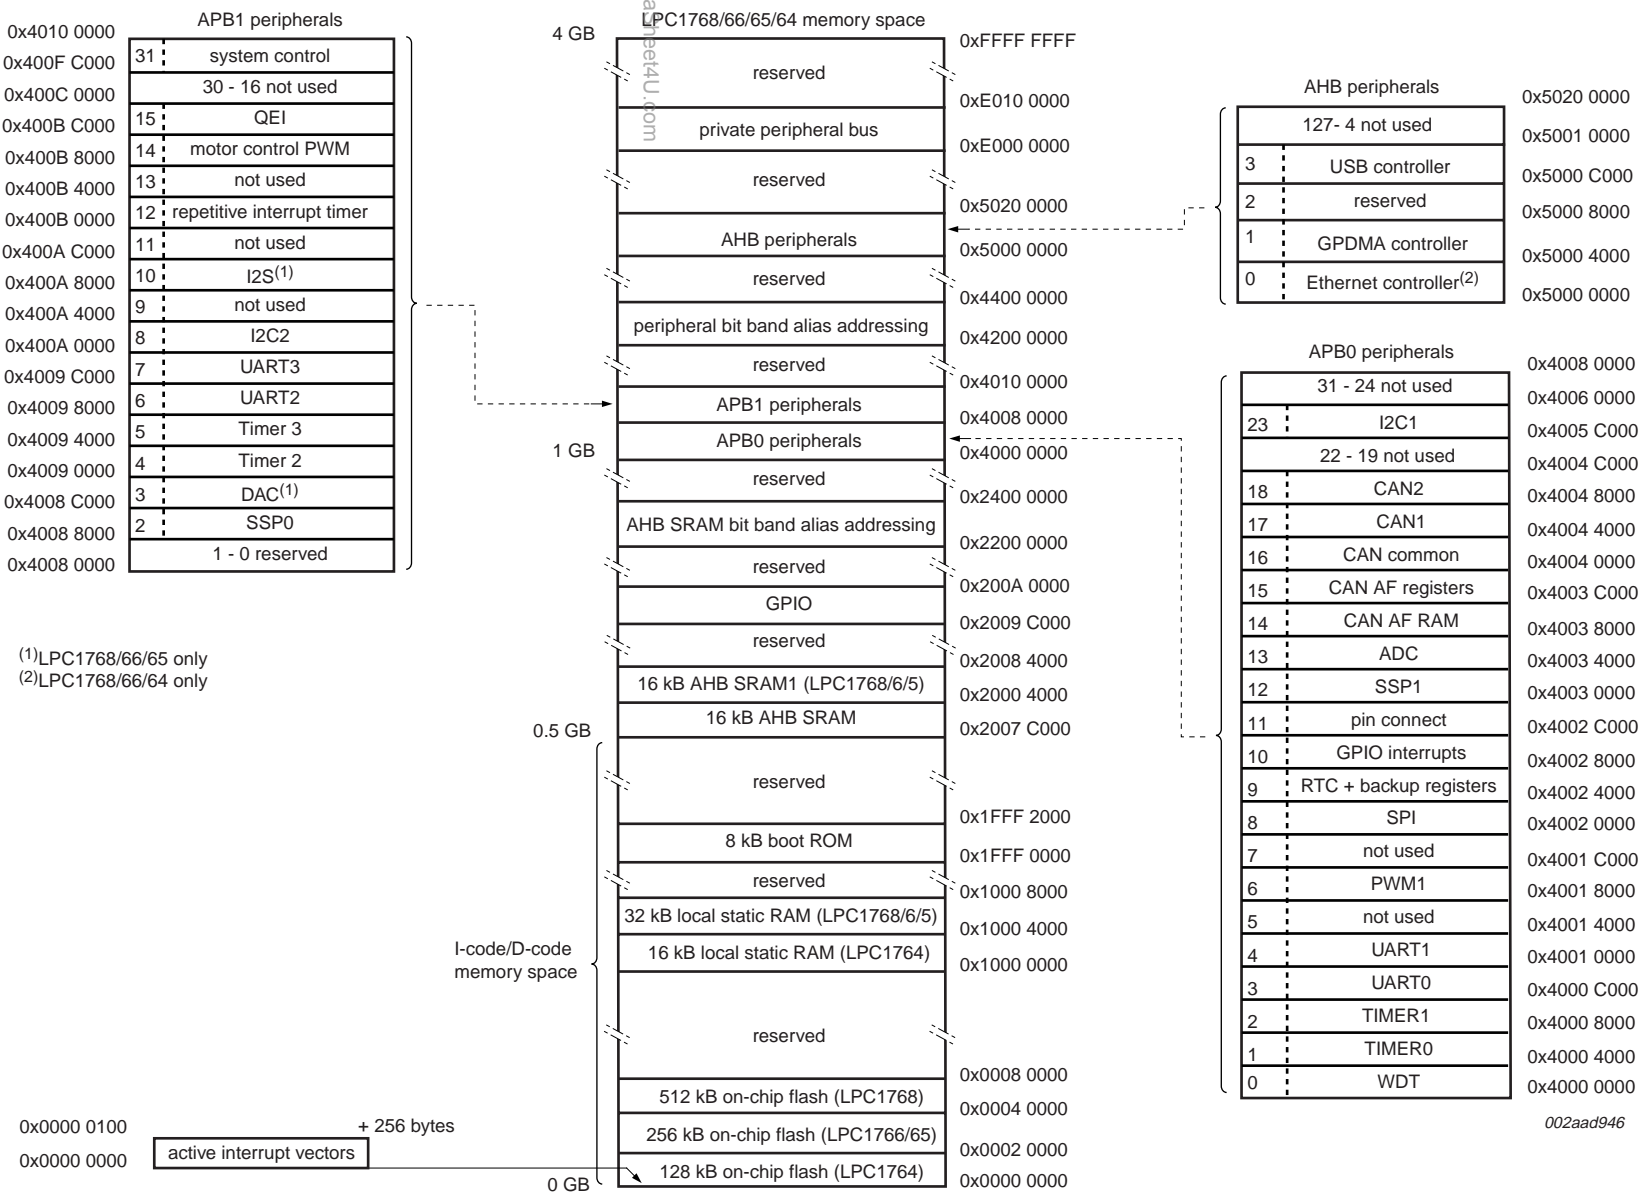 APB1 peripherals
0x4010 0000
31 system control
0x400F C000
30 - 16 not used
0x400C 0000
15 QEI
0x400B C000
14 motor control PWM
0x400B 8000
13 not used
0x400B 4000
12 repetitive interrupt timer
0x400B 0000
11 not used
0x400A C000
10 I2S(1)
0x400A 8000
9 not used
0x400A 4000
8 I2C2
0x400A 0000
7 UART3
0x4009 C000
6 UART2
0x4009 8000
5 Timer 3
0x4009 4000
4 Timer 2
0x4009 0000
3 DAC(1)
0x4008 C000
2 SSP0
0x4008 8000
1 - 0 reserved
0x4008 0000
(1)LPC1768/66/65 only
(2)LPC1768/66/64 only
0x0000 0100
+ 256 bytes
active interrupt vectors
0x0000 0000
LPC1768/66/65/64 memory space
asheet4U.com
4 GB
0xFFFF FFFF
reserved
0xE010 0000
private peripheral bus
0xE000 0000
reserved
0x5020 0000
AHB peripherals
0x5000 0000
reserved
0x4400 0000
peripheral bit band alias addressing
0x4200 0000
reserved
0x4010 0000
APB1 peripherals
0x4008 0000
APB0 peripherals
1 GB
0x4000 0000
reserved
0x2400 0000
AHB SRAM bit band alias addressing
0x2200 0000
reserved
0x200A 0000
GPIO
0x2009 C000
reserved
0x2008 4000
16 kB AHB SRAM1 (LPC1768/6/5)
0x2000 4000
16 kB AHB SRAM
0.5 GB
0x2007 C000
reserved
0x1FFF 2000
8 kB boot ROM
0x1FFF 0000
reserved
0x1000 8000
32 kB local static RAM (LPC1768/6/5)
0x1000 4000
16 kB local static RAM (LPC1764)
0x1000 0000
I-code/D-code
memory space
reserved
0x0008 0000
512 kB on-chip flash (LPC1768)
0x0004 0000
256 kB on-chip flash (LPC1766/65)
0x0002 0000
128 kB on-chip flash (LPC1764)
0x0000 0000
0 GB
AHB peripherals
0x5020 0000
127- 4 not used
0x5001 0000
3 USB controller
0x5000 C000
2 reserved
0x5000 8000
1 GPDMA controller
0x5000 4000
0 Ethernet controller(2)
0x5000 0000
APB0 peripherals
0x4008 0000
31 - 24 not used
0x4006 0000
23 I2C1
0x4005 C000
22 - 19 not used
0x4004 C000
18 CAN2
0x4004 8000
17 CAN1
0x4004 4000
16 CAN common
0x4004 0000
15 CAN AF registers
0x4003 C000
14 CAN AF RAM
0x4003 8000
13 ADC
0x4003 4000
12 SSP1
0x4003 0000
11 pin connect
0x4002 C000
10 GPIO interrupts
0x4002 8000
9 RTC + backup registers
0x4002 4000
8 SPI
0x4002 0000
7 not used
0x4001 C000
6 PWM1
0x4001 8000
5 not used
0x4001 4000
4 UART1
0x4001 0000
3 UART0
0x4000 C000
2 TIMER1
0x4000 8000
1 TIMER0
0x4000 4000
0 WDT
0x4000 0000
002aad946